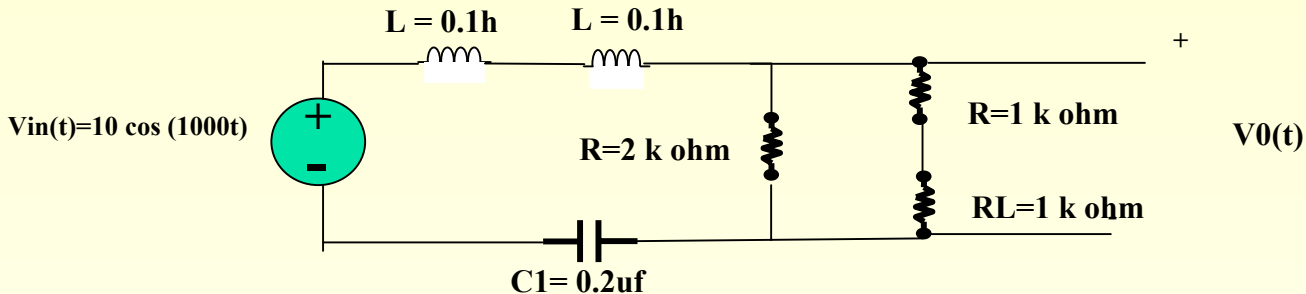 L = 0.1h
L = 0.1h
+
Vin(t)=10 cos (1000t)
+
-
R=2 k ohm
R=1 k ohm
V0(t)
RL=1 k ohm
-
C1= 0.2uf